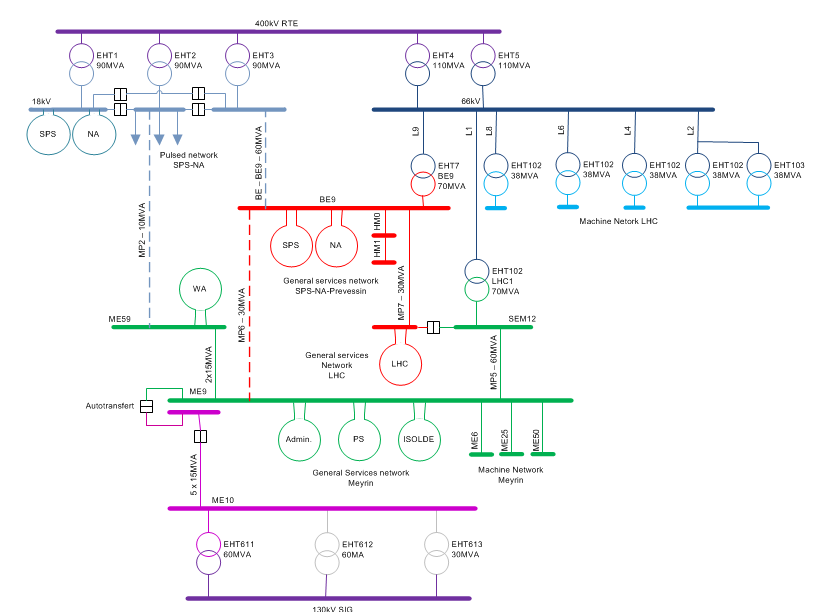 400kV RTE
EHT1
90MVA
EHT2
90MVA
EHT3
90MVA
EHT4
110MVA
EHT5
110MVA
18kV
66kV
SPS
NA
Pulsed network
SPS-NA
MP2 – 10MVA
BE – BE9 – 60MVA
L9
L1
L8
L6
L4
L2
EHT7
BE9
70MVA
EHT102
38MVA
EHT102
38MVA
EHT102
38MVA
EHT102
38MVA
EHT103
38MVA
Machine Netork LHC
BE9
SPS
NA
HM0
HM1
General services network
SPS-NA-Prevessin
MP6 – 30MVA
MP7 – 30MVA
EHT102
LHC1
70MVA
WA
ME59
SEM12
2x15MVA
General services
Network
LHC
LHC
MP5 – 60MVA
ME9
Autotransfert
Admin.
PS
ISOLDE
ME6
ME25
ME50
General Services network
Meyrin
Machine Network
Meyrin
5 x 15MVA
ME10
EHT611
60MVA
EHT612
60MA
EHT613
30MVA
130kV SIG